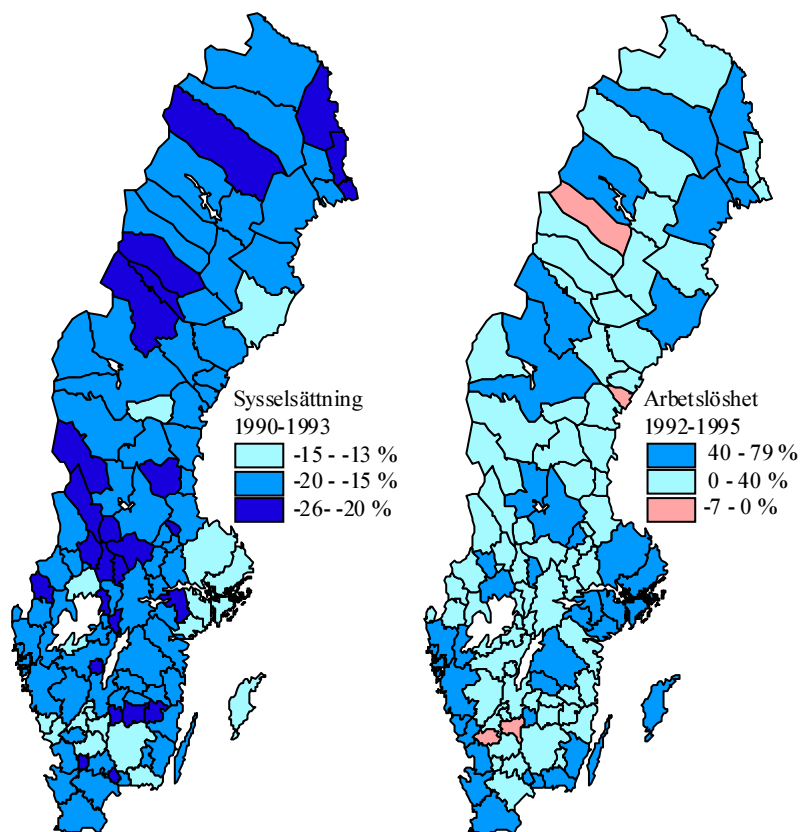 Sysselsättning
1990-1993
-15 - -13 %
-20 - -15 %
-26- -20 %
Arbetslöshet
1992-1995
40 - 79 %
0 - 40 %
-7 - 0 %